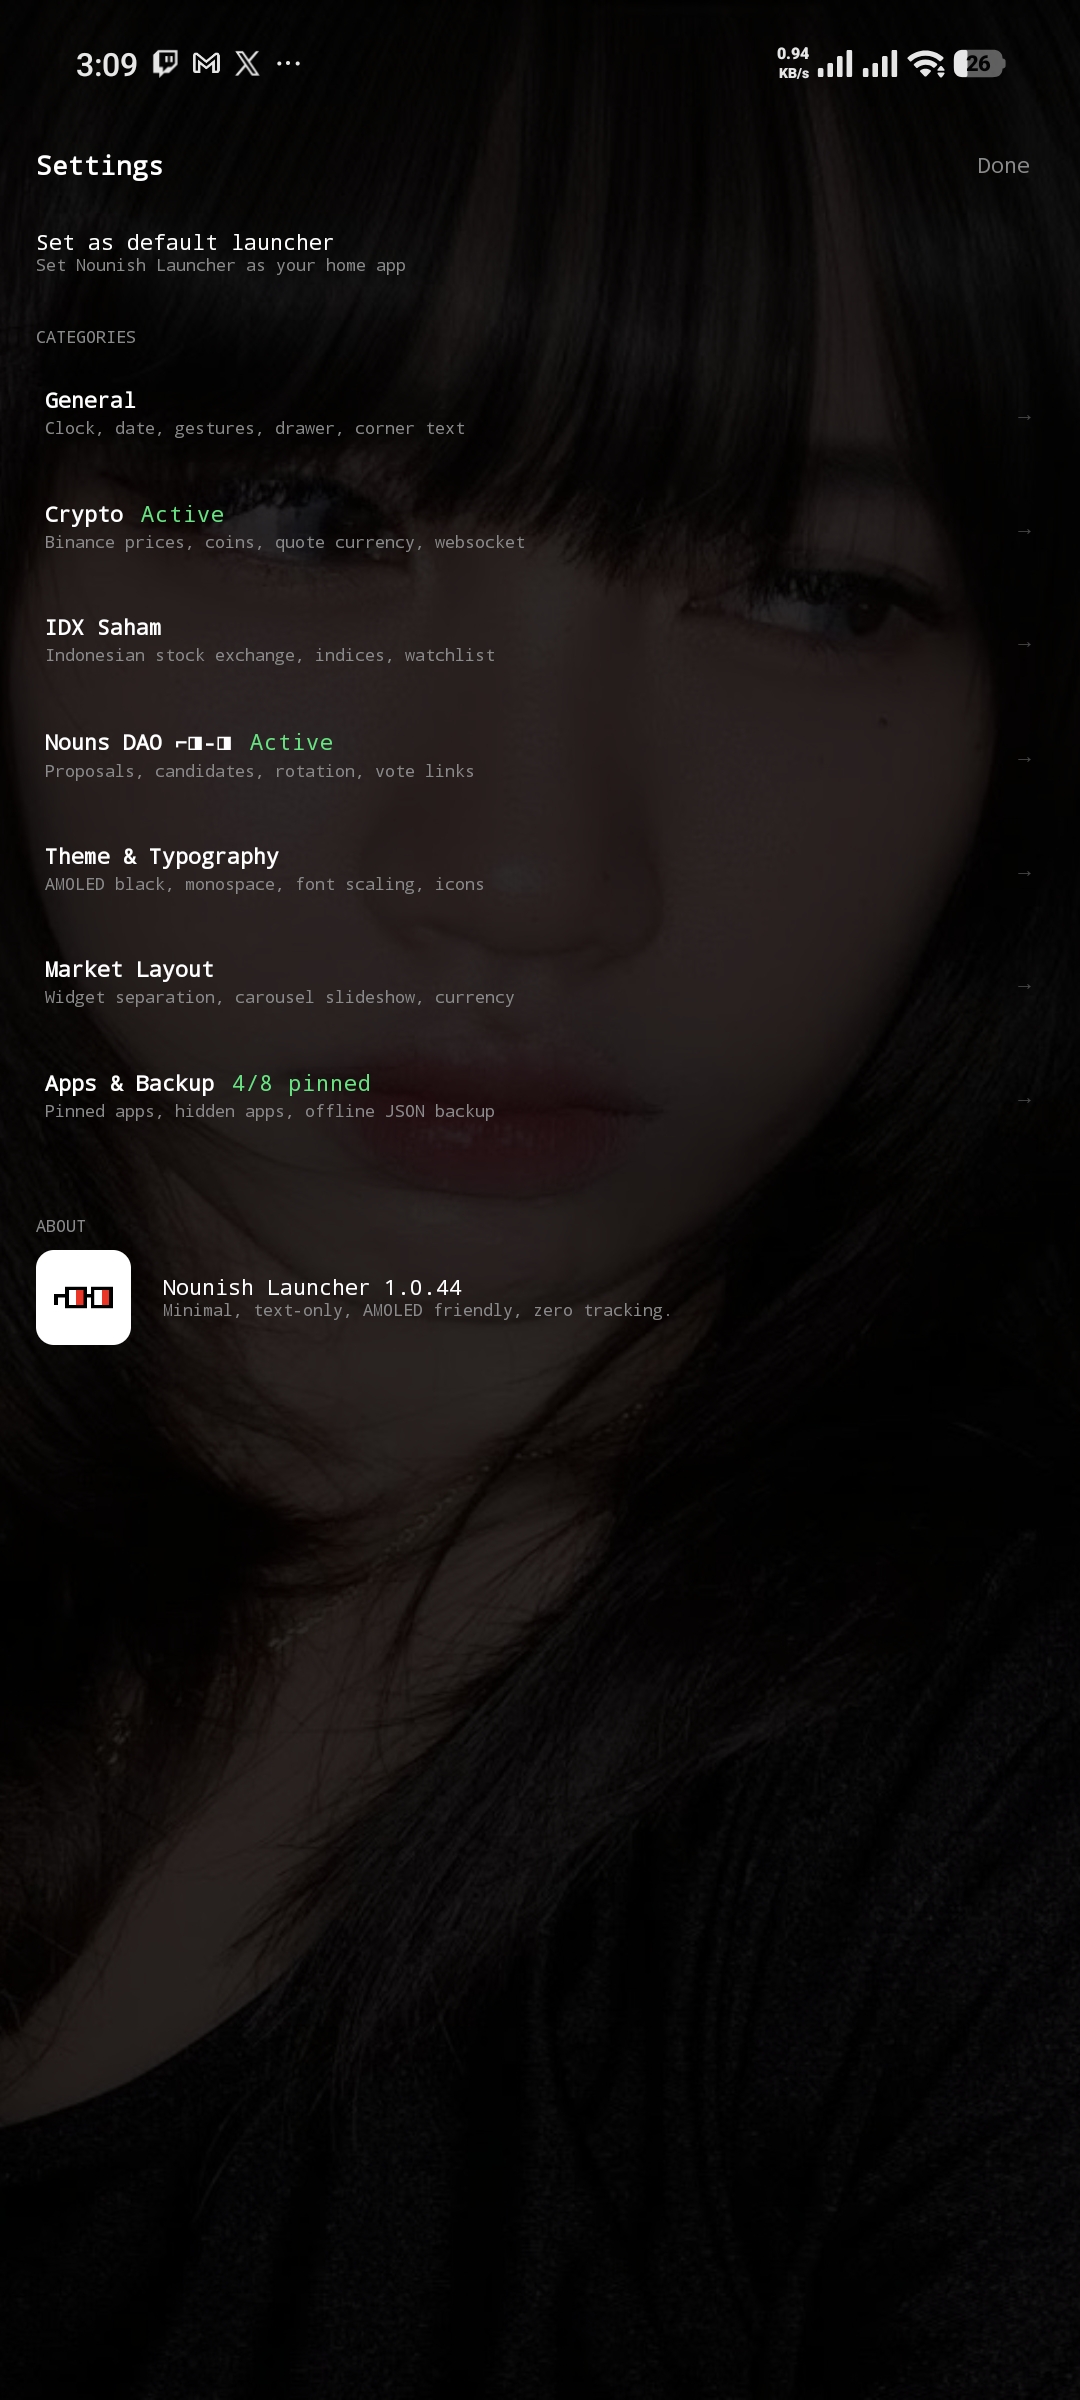 3:09
0.94
KB/s
26
Settings
Done
Set as default launcher
Set Nounish Launcher as your home app
CATEGORIES
General
Clock, date, gestures, drawer, corner text
→
Crypto Active
Binance prices, coins, quote currency, websocket
→
IDX Saham
Indonesian stock exchange, indices, watchlist
→
Nouns DAO ⌐◨-◨ Active
Proposals, candidates, rotation, vote links
→
Theme & Typography
AMOLED black, monospace, font scaling, icons
→
Market Layout
Widget separation, carousel slideshow, currency
→
Apps & Backup 4/8 pinned
Pinned apps, hidden apps, offline JSON backup
→
ABOUT
Nounish Launcher 1.0.44
Minimal, text-only, AMOLED friendly, zero tracking.